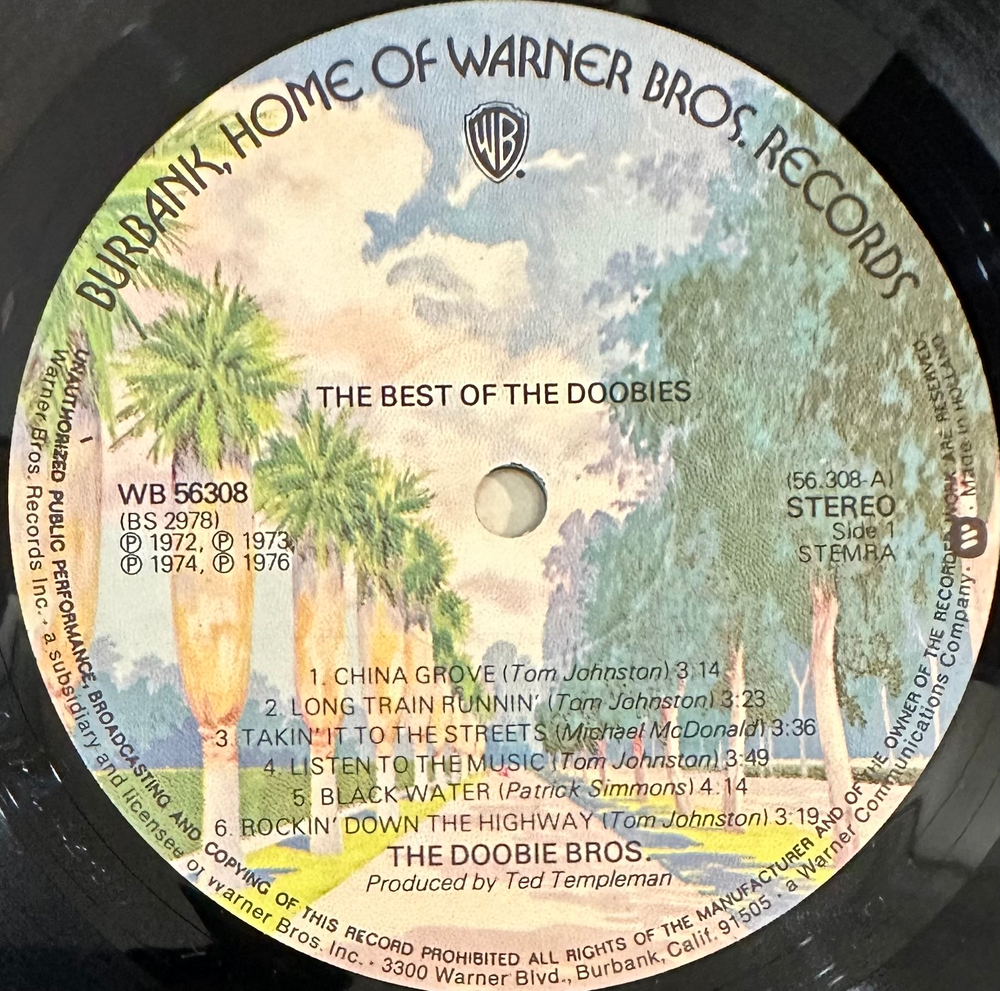 BURBANK, HOME OF WARNER BROS. RECORDS
WB
THE BEST OF THE DOOBIES
WB 56308
(BS 2978)
Ⓟ 1972, Ⓟ 1973,
Ⓟ 1974, Ⓟ 1976
(56.308-A)
STEREO
Side 1
STEMRA
1. CHINA GROVE (Tom Johnston) 3:14
2. LONG TRAIN RUNNIN' (Tom Johnston) 3:23
3. TAKIN' IT TO THE STREETS (Michael McDonald) 3:36
4. LISTEN TO THE MUSIC (Tom Johnston) 3:49
5. BLACK WATER (Patrick Simmons) 4:14
6. ROCKIN' DOWN THE HIGHWAY (Tom Johnston) 3:19
THE DOOBIE BROS.
Produced by Ted Templeman
UNAUTHORIZED PUBLIC PERFORMANCE, BROADCASTING AND COPYING OF THIS RECORD PROHIBITED ALL RIGHTS OF THE MANUFACTURER AND OF THE OWNER OF THE RECORDED WORK ARE RESERVED.
Warner Bros. Records Inc. · a subsidiary and licensee of Warner Bros. Inc. · 3300 Warner Blvd., Burbank, Calif. 91505 · a Warner Communications Company · Made in HOLLAND